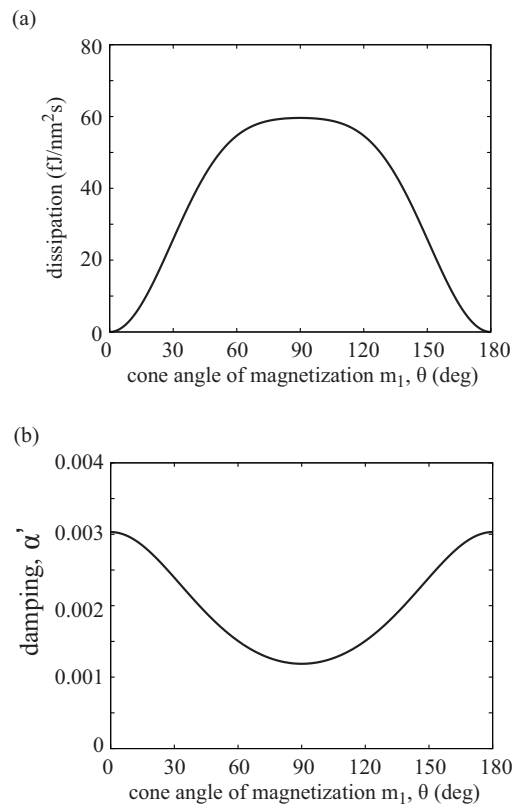 (a)
80
60
40
20
0
dissipation (fJ/nm²s)
0 30 60 90 120 150 180
cone angle of magnetization m₁, θ (deg)
(b)
0.004
0.003
0.002
0.001
0
damping, α’
0 30 60 90 120 150 180
cone angle of magnetization m₁, θ (deg)